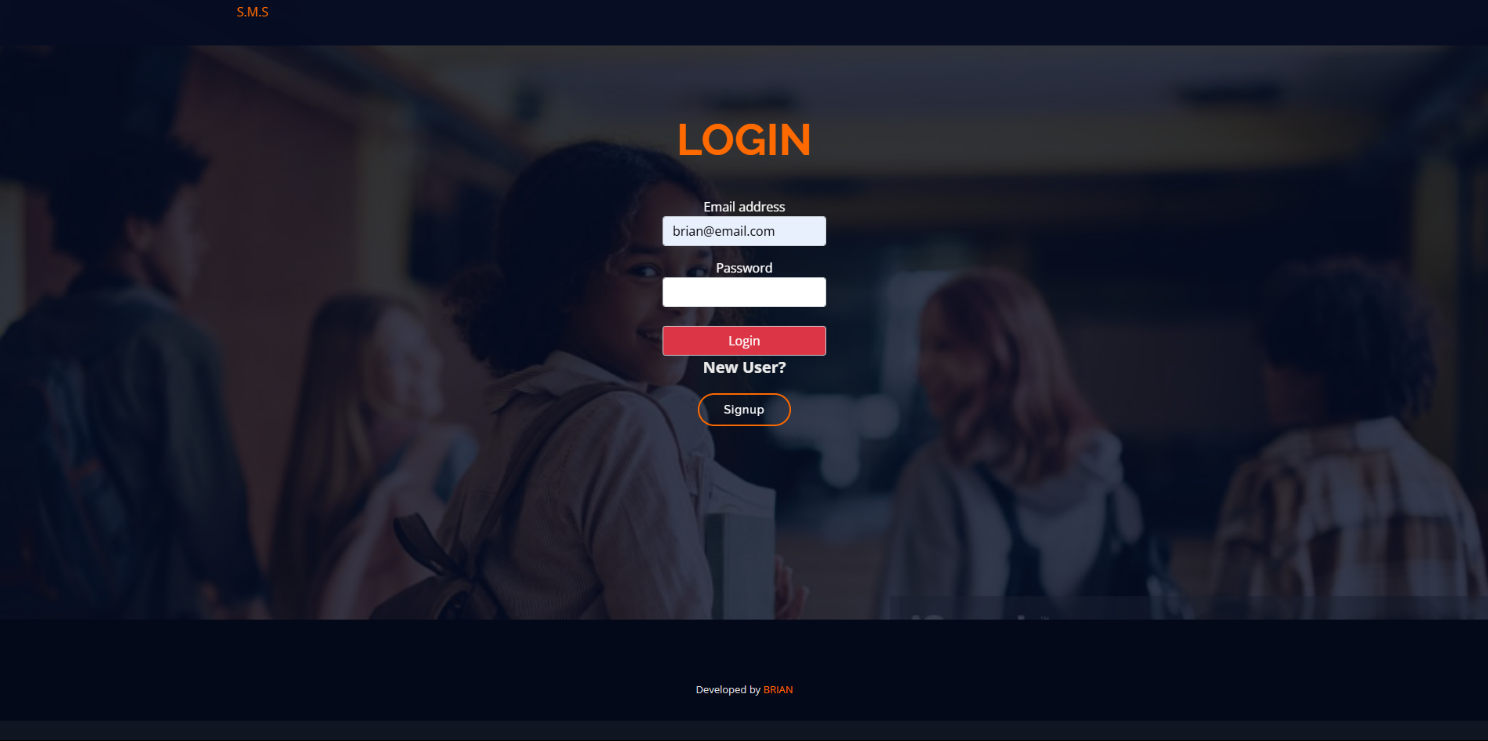 S.M.S
LOGIN
Email address
brian@email.com
Password
Login
New User?
Signup
Developed by BRIAN